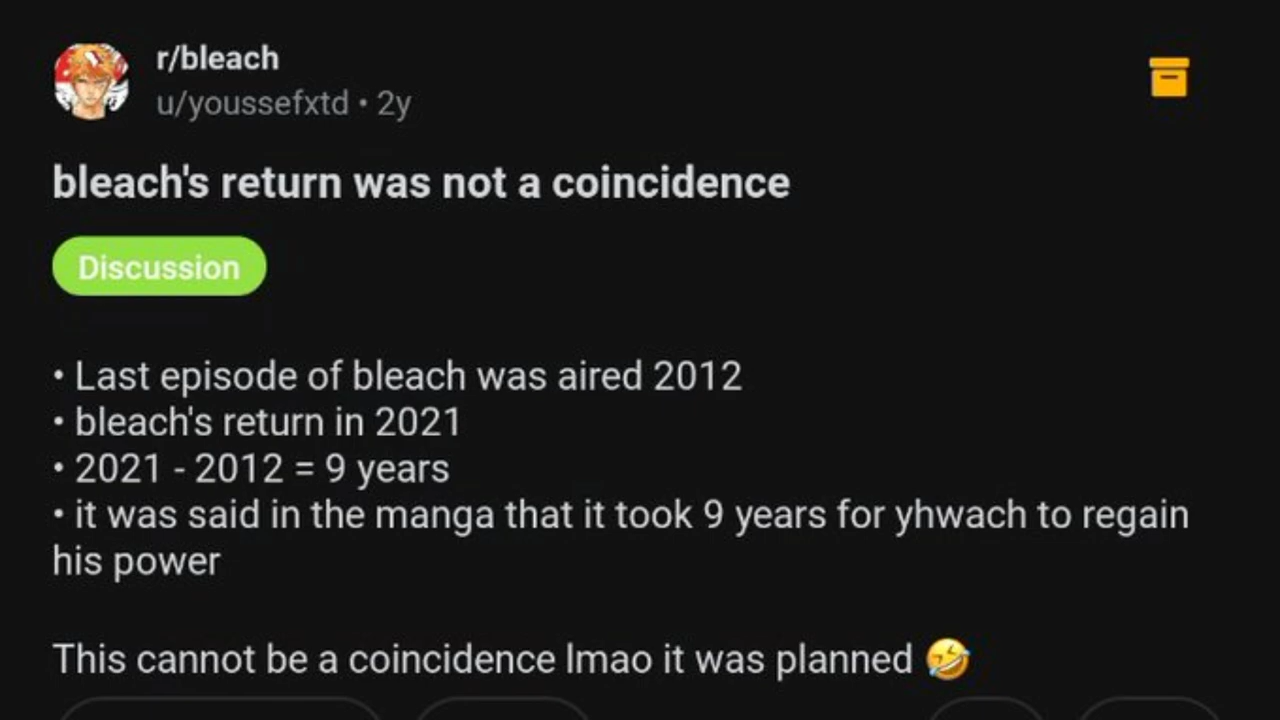 r/bleach
u/youssefxtd • 2y
bleach's return was not a coincidence
Discussion
• Last episode of bleach was aired 2012
• bleach's return in 2021
• 2021 - 2012 = 9 years
• it was said in the manga that it took 9 years for yhwach to regain
his power
This cannot be a coincidence lmao it was planned 🤣